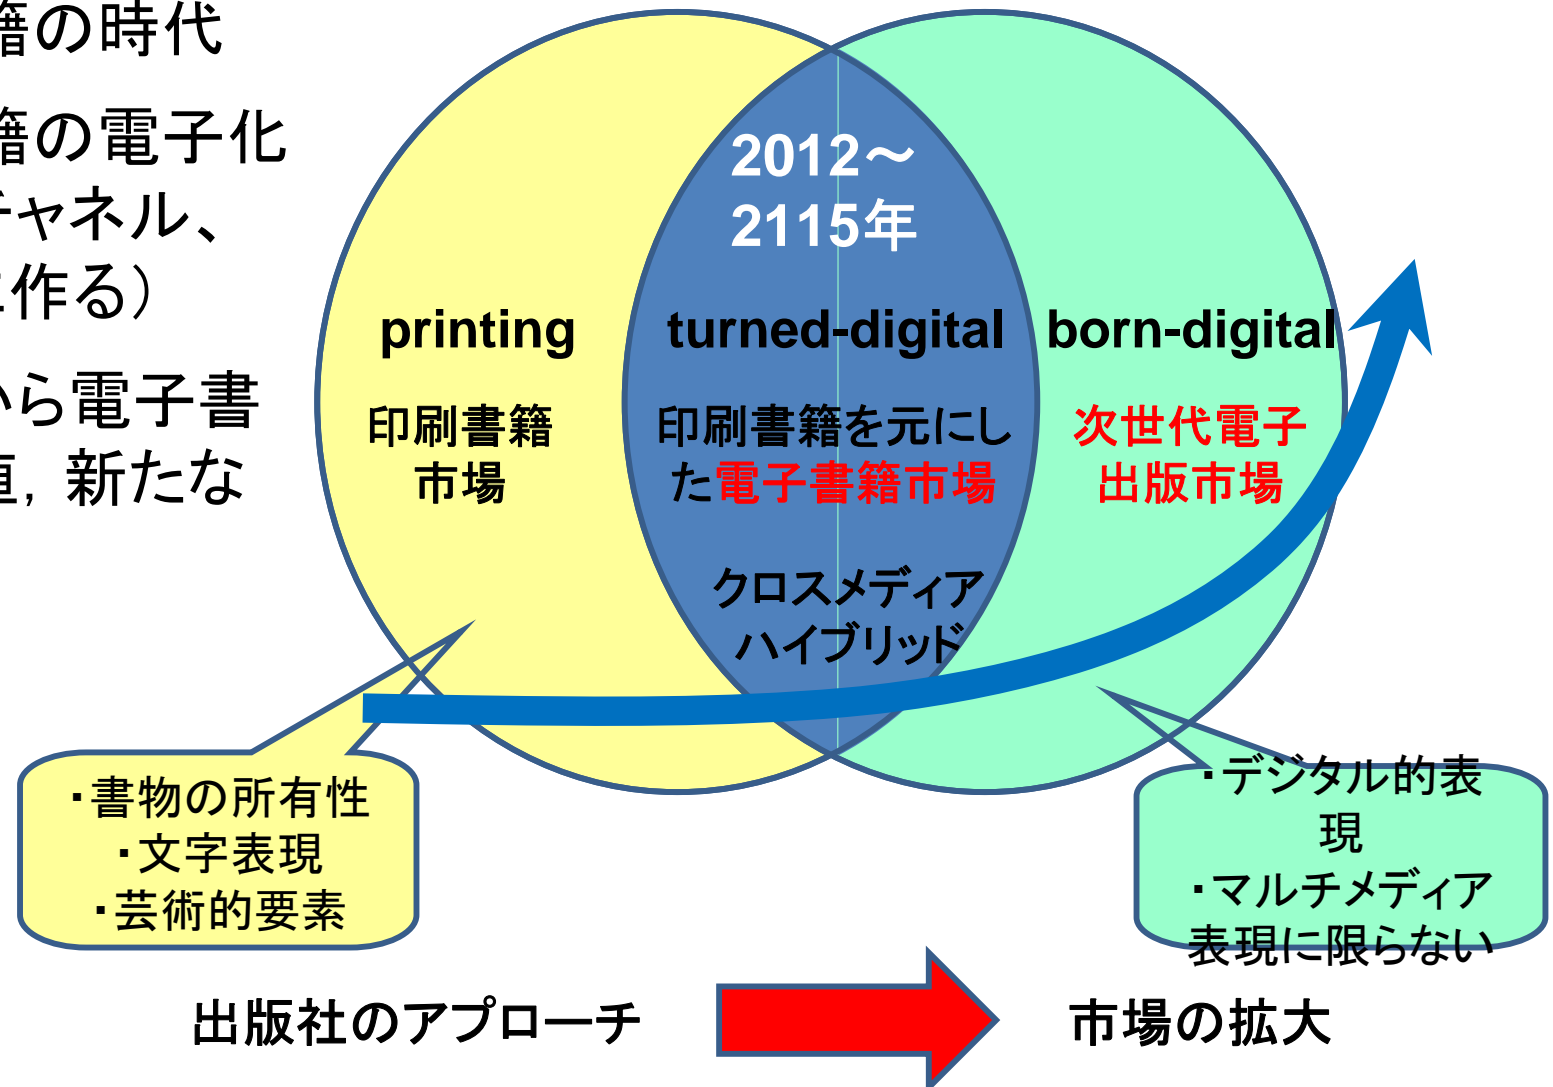 籍の時代
籍の電子化
チャネル、
に作る）
から電子書
値，新たな
2012～
2115年
printing
印刷書籍
市場
turned-digital
印刷書籍を元にし
た電子書籍市場
クロスメディア
ハイブリッド
born-digital
次世代電子
出版市場
・書物の所有性
・文字表現
・芸術的要素
・デジタル的表
現
・マルチメディア
表現に限らない
出版社のアプローチ
市場の拡大